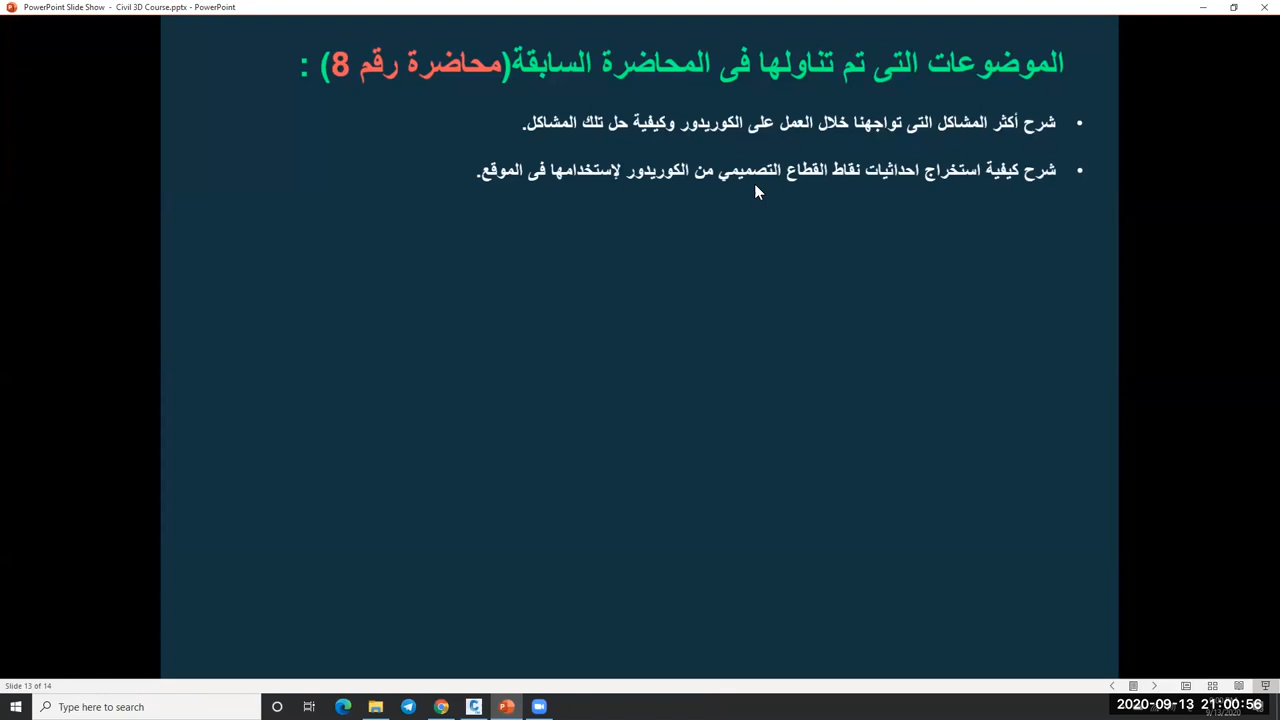 PowerPoint Slide Show - Civil 3D Course.pptx - PowerPoint
الموضوعات التى تم تناولها فى المحاضرة السابقة(محاضرة رقم 8) :
• شرح أكثر المشاكل التى تواجهنا خلال العمل على الكوريدور وكيفية حل تلك المشاكل.
• شرح كيفية استخراج احداثيات نقاط القطاع التصميمي من الكوريدور لإستخدامها فى الموقع.
Slide 13 of 14
Type here to search
2020-09-13 21:00:56
9/13/2020